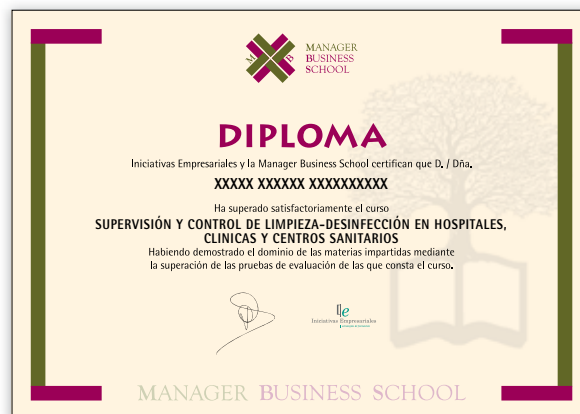 M B
MANAGER
BUSINESS
SCHOOL
DIPLOMA
Iniciativas Empresariales y la Manager Business School certifican que D. / Dña.
XXXXX XXXXXX XXXXXXXXXX
Ha superado satisfactoriamente el curso
SUPERVISIÓN Y CONTROL DE LIMPIEZA-DESINFECCIÓN EN HOSPITALES,
CLINICAS Y CENTROS SANITARIOS
Habiendo demostrado el dominio de las materias impartidas mediante
la superación de las pruebas de evaluación de las que consta el curso.
Iniciativas Empresariales
MANAGER BUSINESS SCHOOL